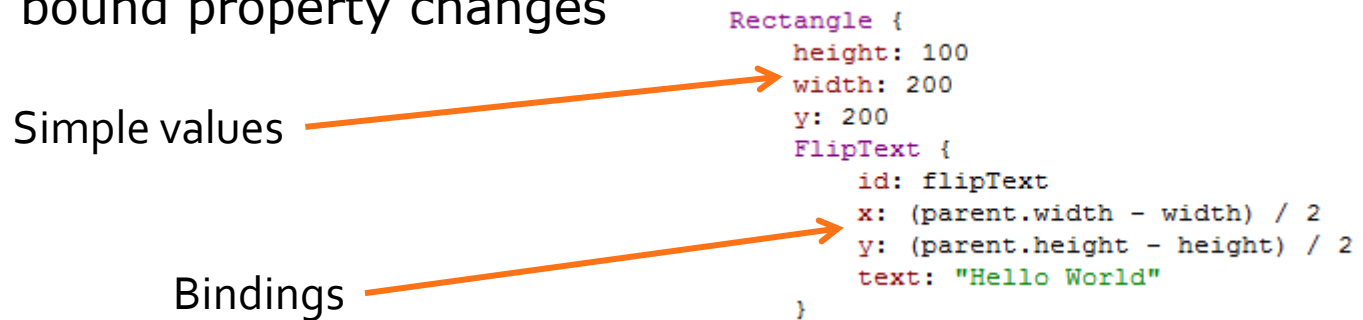 bound property changes
Simple values
Bindings
Rectangle {
height: 100
width: 200
y: 200
FlipText {
id: flipText
x: (parent.width - width) / 2
y: (parent.height - height) / 2
text: "Hello World"
}